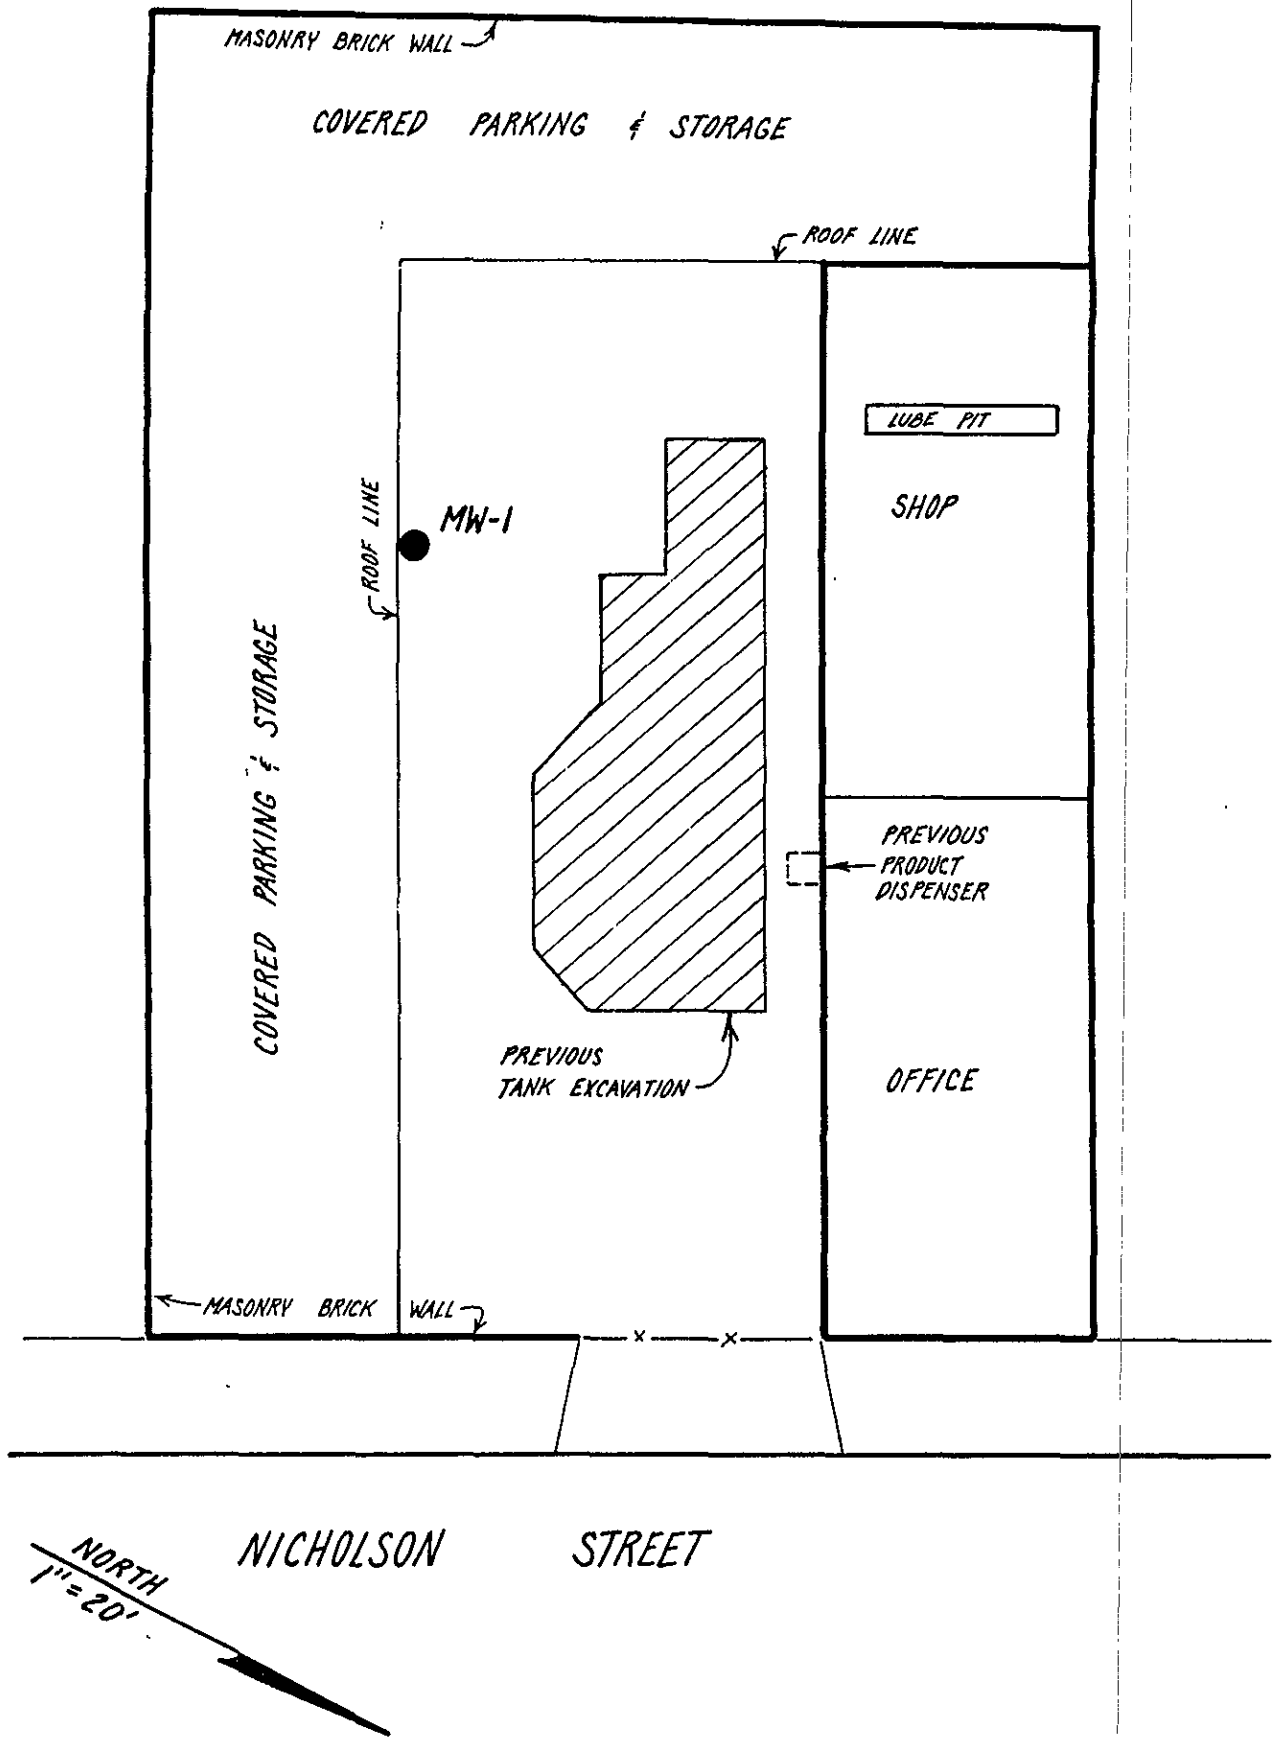 MASONRY BRICK WALL
COVERED PARKING & STORAGE
ROOF LINE
LUBE PIT
SHOP
MW-1
ROOF LINE
COVERED PARKING & STORAGE
PREVIOUS
PRODUCT
DISPENSER
PREVIOUS
TANK EXCAVATION
OFFICE
MASONRY BRICK WALL
x x
NICHOLSON STREET
NORTH
1"=20'